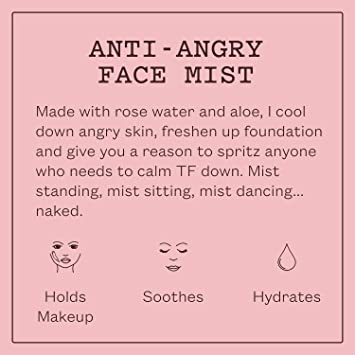 ANTI-ANGRY
FACE MIST
Made with rose water and aloe, I cool
down angry skin, freshen up foundation
and give you a reason to spritz anyone
who needs to calm TF down. Mist
standing, mist sitting, mist dancing...
naked.
Holds
Makeup
Soothes
Hydrates